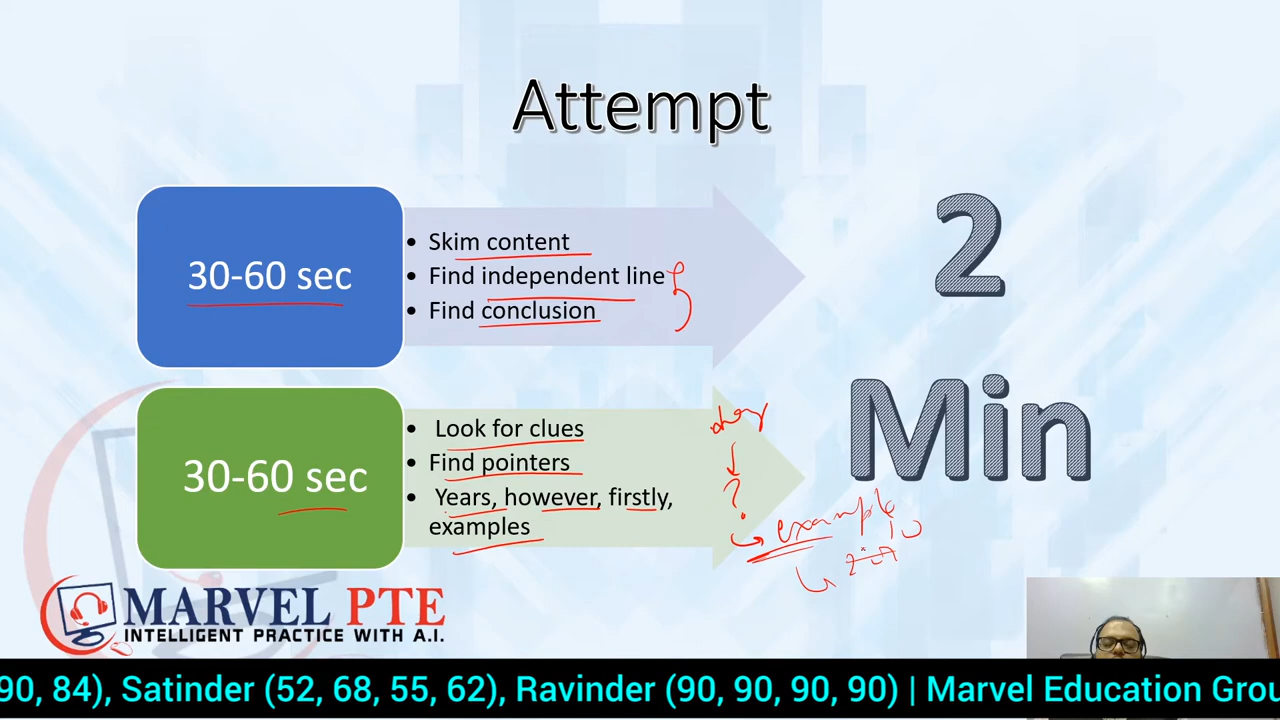 Attempt
30-60 sec
• Skim content
• Find independent line
• Find conclusion
2
Min
30-60 sec
• Look for clues
• Find pointers
• Years, however, firstly,
examples
?
example
MARVEL PTE
INTELLIGENT PRACTICE WITH A.I.
90, 84), Satinder (52, 68, 55, 62), Ravinder (90, 90, 90, 90) | Marvel Education Grou